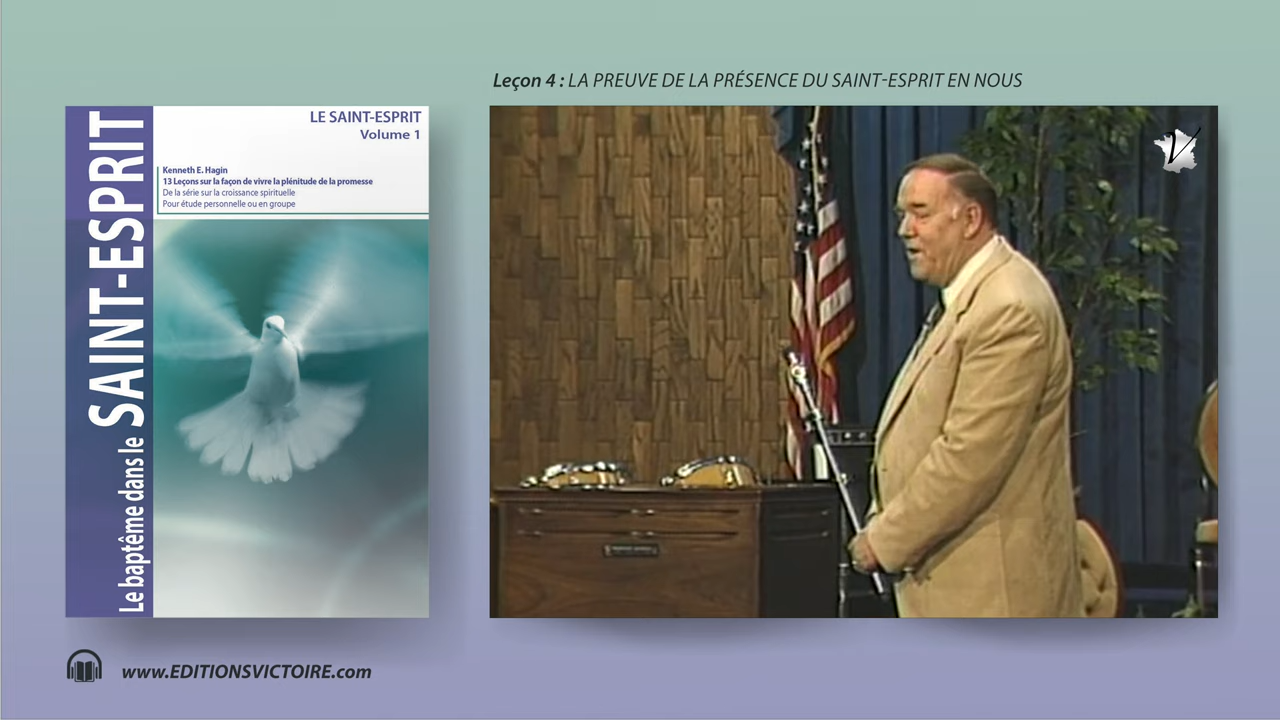 Leçon 4 : LA PREUVE DE LA PRÉSENCE DU SAINT-ESPRIT EN NOUS
LE SAINT-ESPRIT
Volume 1
Kenneth E. Hagin
13 Leçons sur la façon de vivre la plénitude de la promesse
De la série sur la croissance spirituelle
Pour étude personnelle ou en groupe
Le baptême dans le SAINT-ESPRIT
V
www.EDITIONSVICTOIRE.com